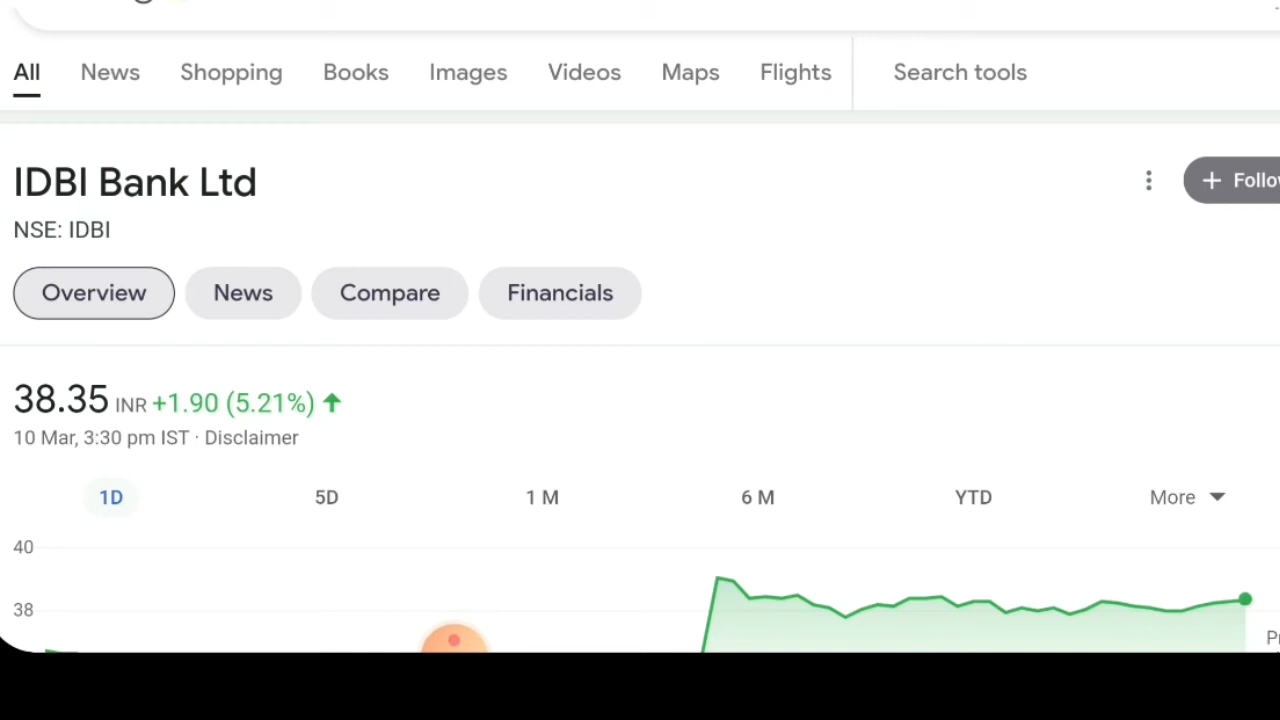 All News Shopping Books Images Videos Maps Flights Search tools
IDBI Bank Ltd
+
NSE: IDBI
Overview News Compare Financials
38.35 INR +1.90 (5.21%)
10 Mar, 3:30 pm IST · Disclaimer
1D 5D 1 M 6 M YTD More
40
38